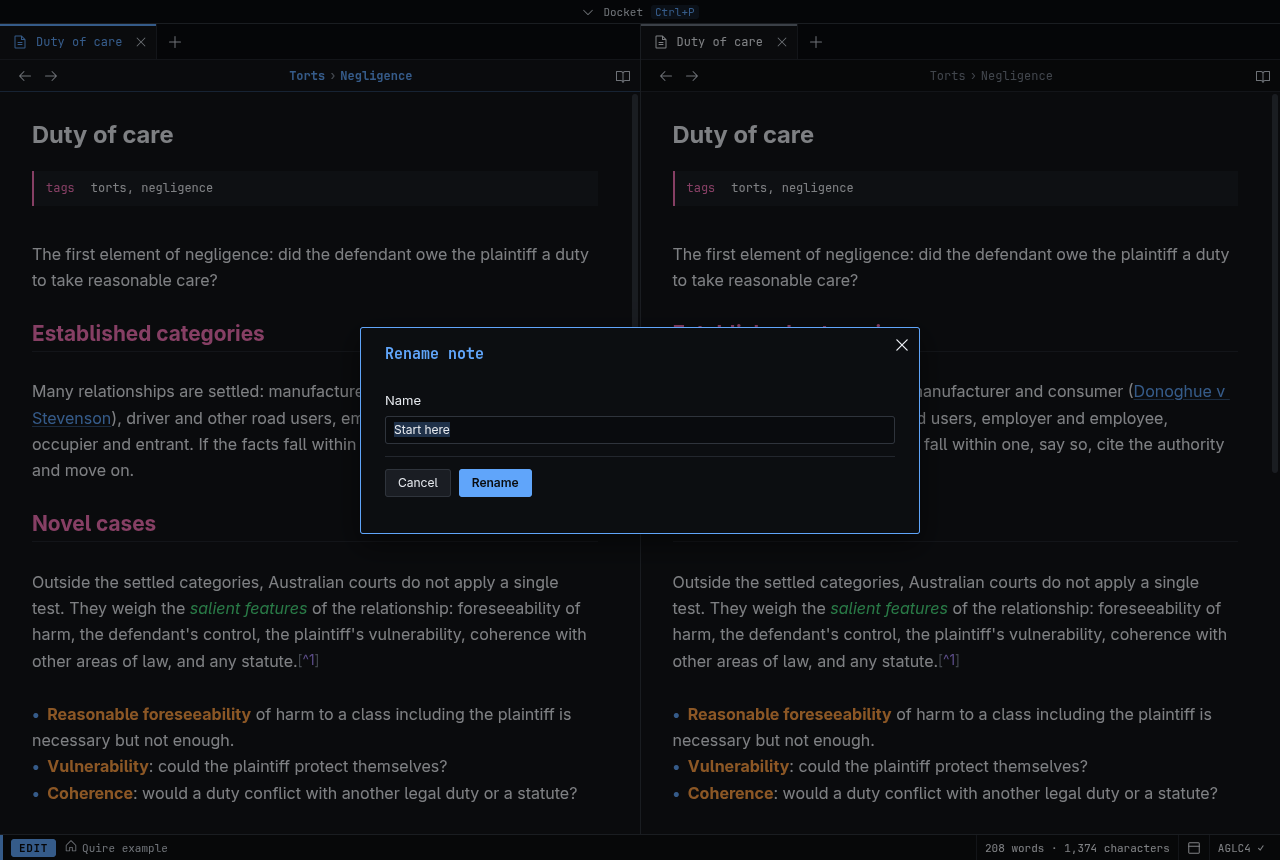 Docket Ctrl+P
Duty of care
Duty of care
Torts › Negligence
Torts › Negligence
Duty of care
tags torts, negligence
The first element of negligence: did the defendant owe the plaintiff a duty
to take reasonable care?
Established categories
Many relationships are settled: manufacture
Stevenson), driver and other road users, em
occupier and entrant. If the facts fall within
and move on.
Novel cases
Outside the settled categories, Australian courts do not apply a single
test. They weigh the salient features of the relationship: foreseeability of
harm, the defendant's control, the plaintiff's vulnerability, coherence with
other areas of law, and any statute.[^1]
• Reasonable foreseeability of harm to a class including the plaintiff is
necessary but not enough.
• Vulnerability: could the plaintiff protect themselves?
• Coherence: would a duty conflict with another legal duty or a statute?
Duty of care
tags torts, negligence
The first element of negligence: did the defendant owe the plaintiff a duty
to take reasonable care?
anufacturer and consumer (Donoghue v
d users, employer and employee,
fall within one, say so, cite the authority
Outside the settled categories, Australian courts do not apply a single
test. They weigh the salient features of the relationship: foreseeability of
harm, the defendant's control, the plaintiff's vulnerability, coherence with
other areas of law, and any statute.[^1]
• Reasonable foreseeability of harm to a class including the plaintiff is
necessary but not enough.
• Vulnerability: could the plaintiff protect themselves?
• Coherence: would a duty conflict with another legal duty or a statute?
Rename note
Name
Start here
Cancel Rename
EDIT Quire example
208 words · 1,374 characters AGLC4 ✓